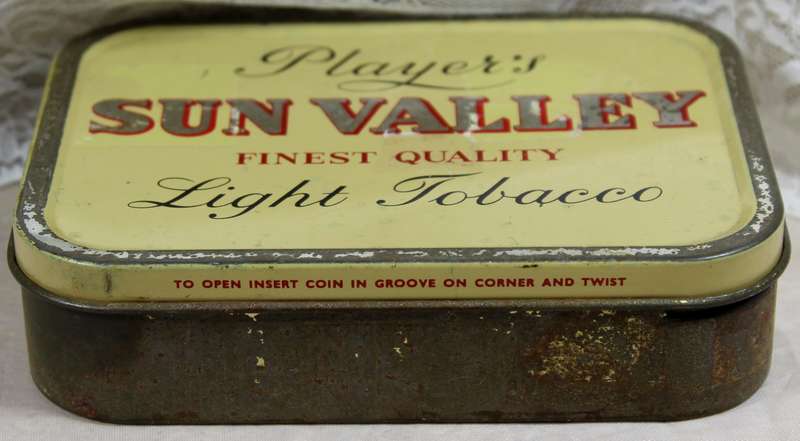 Player's
SUN VALLEY
FINEST QUALITY
Light Tobacco
TO OPEN INSERT COIN IN GROOVE ON CORNER AND TWIST